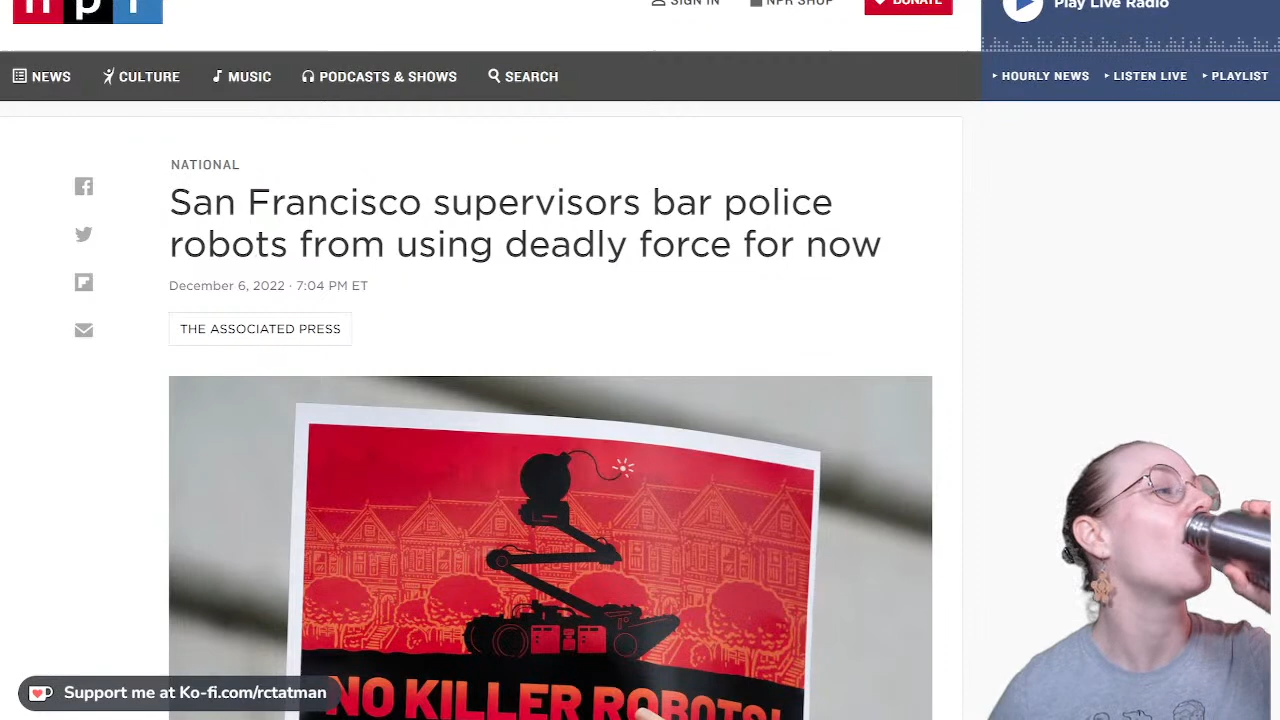 npr
SIGN IN
NPR SHOP
DONATE
Play Live Radio
NEWS
CULTURE
MUSIC
PODCASTS & SHOWS
SEARCH
HOURLY NEWS
LISTEN LIVE
PLAYLIST
NATIONAL
San Francisco supervisors bar police
robots from using deadly force for now
December 6, 2022 · 7:04 PM ET
THE ASSOCIATED PRESS
NO KILLER ROBOTS!
Support me at Ko-fi.com/rctatman